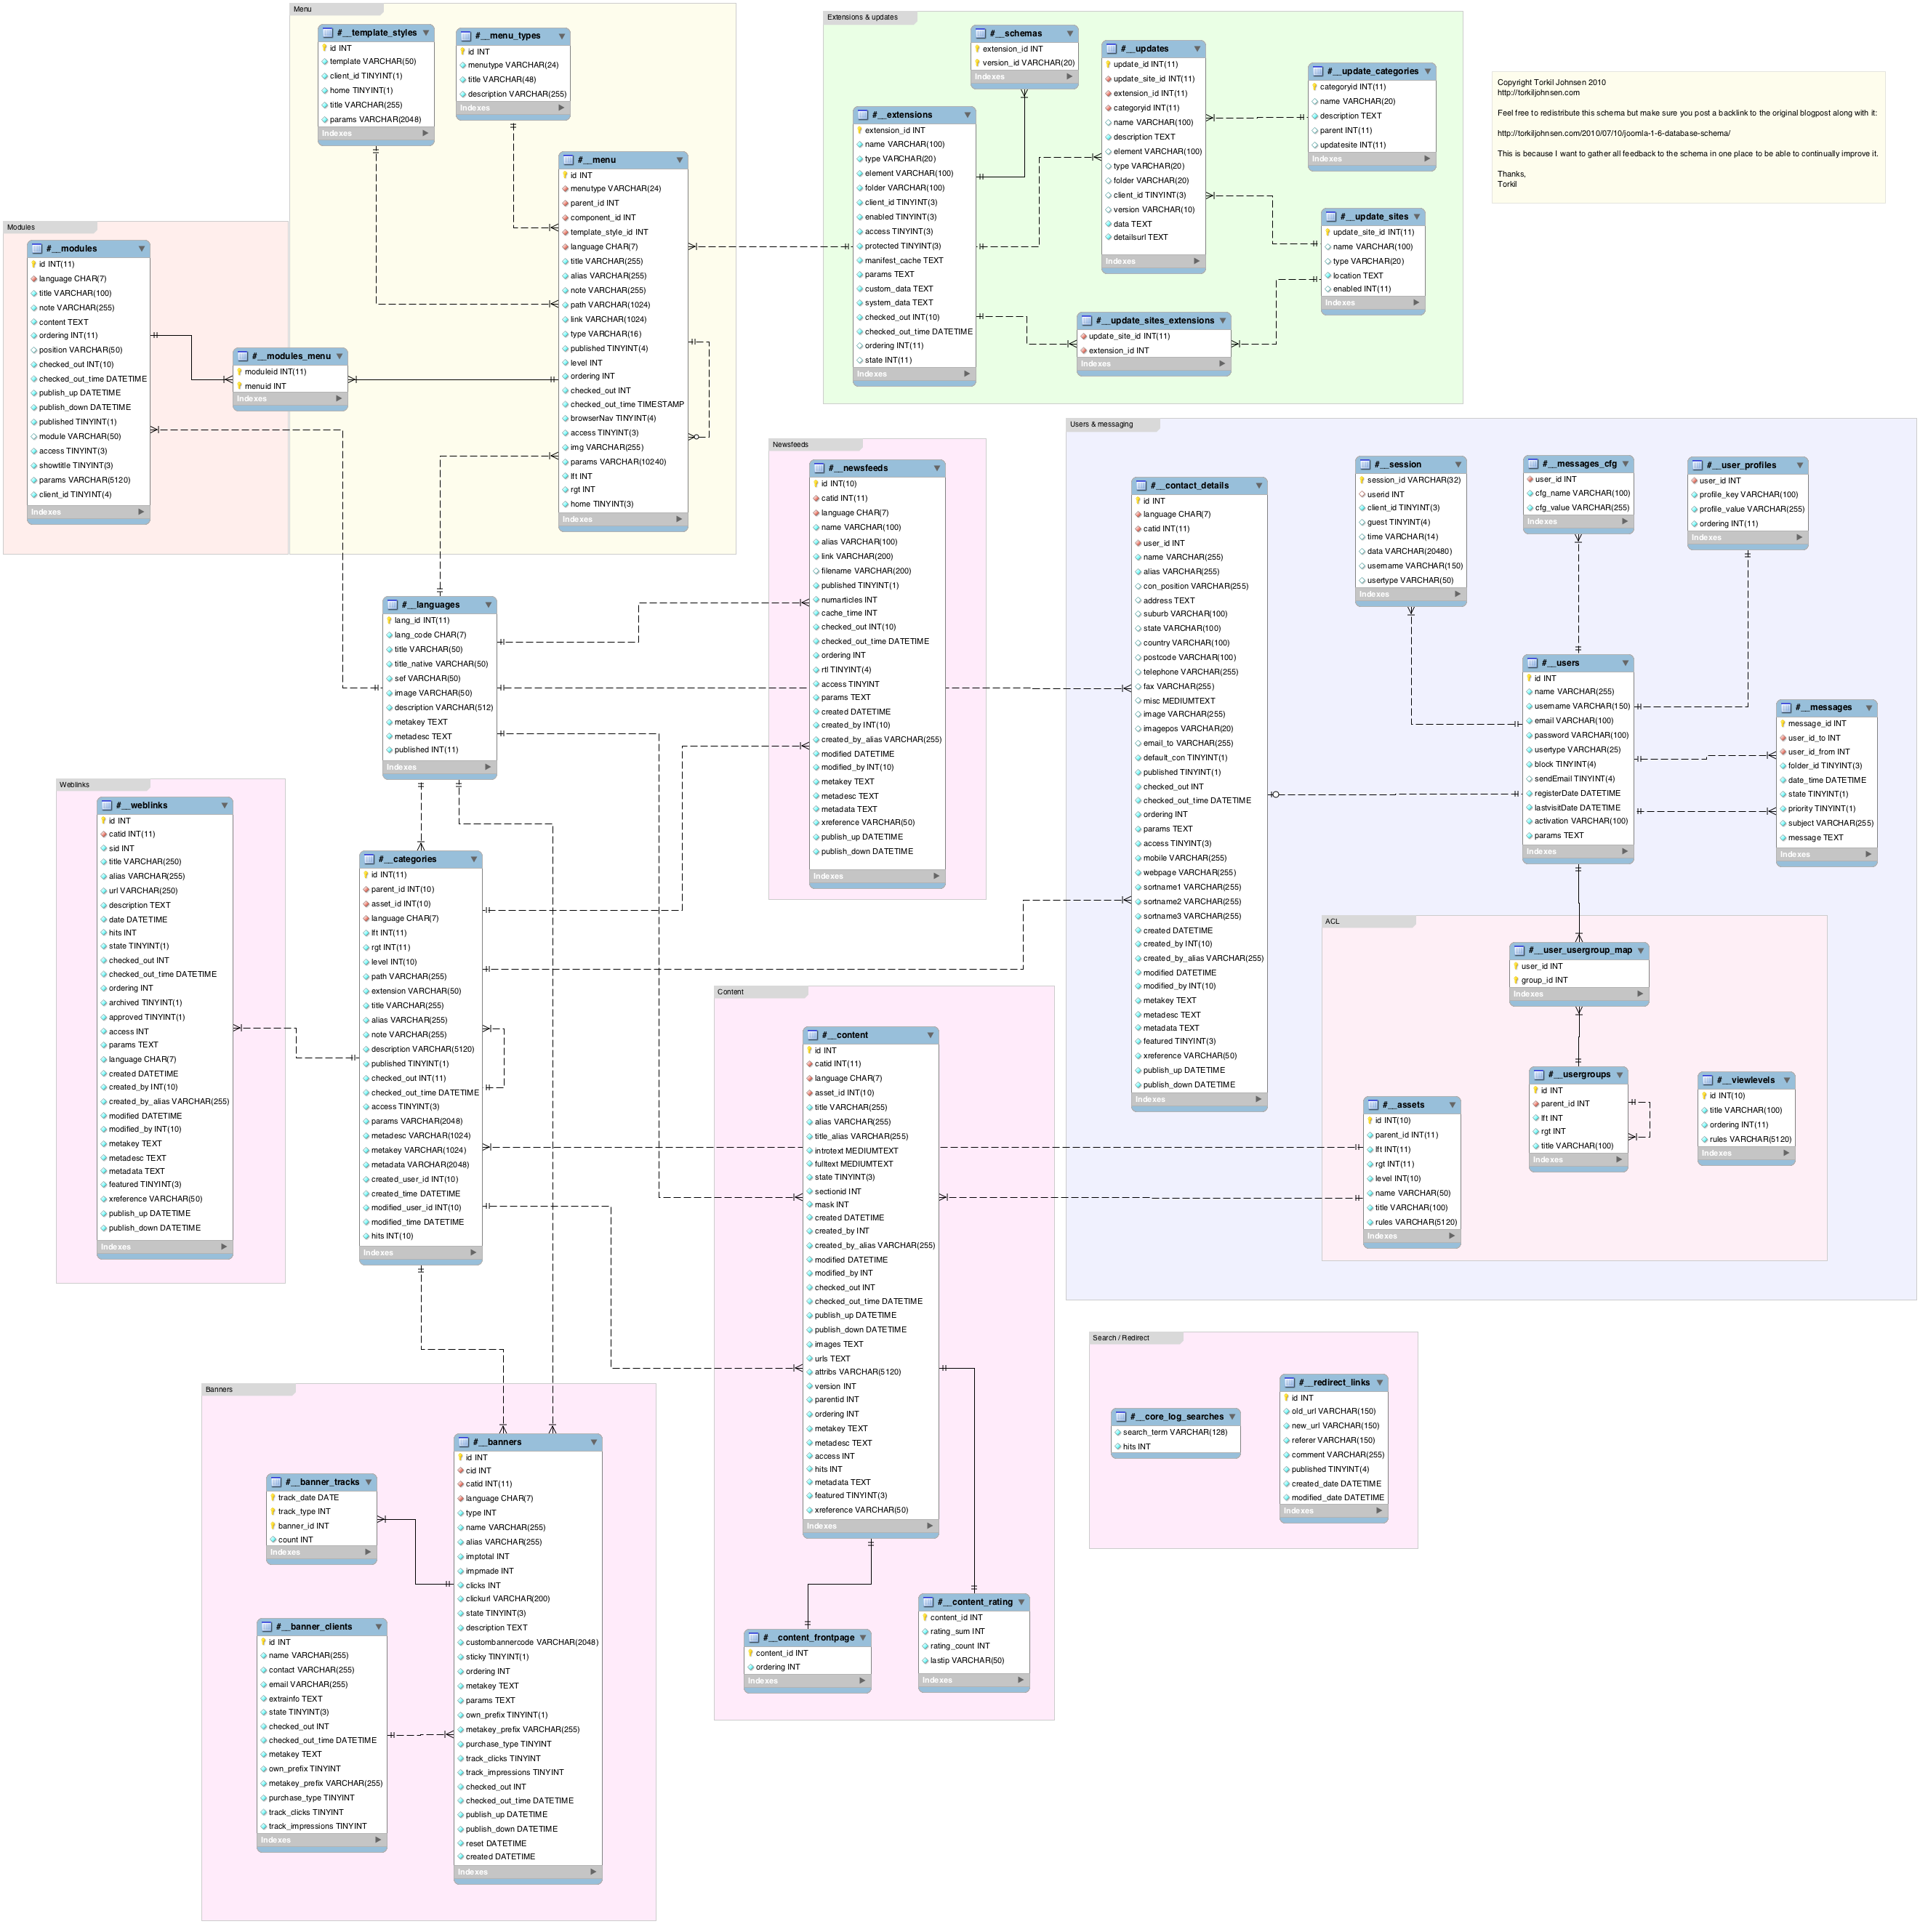 Menu
#__template_styles
id INT
template VARCHAR(50)
client_id TINYINT(1)
home TINYINT(1)
title VARCHAR(255)
params VARCHAR(2048)
Indexes
#__menu_types
id INT
menutype VARCHAR(24)
title VARCHAR(48)
description VARCHAR(255)
Indexes
#__menu
id INT
menutype VARCHAR(24)
parent_id INT
component_id INT
template_style_id INT
language CHAR(7)
title VARCHAR(255)
alias VARCHAR(255)
note VARCHAR(255)
path VARCHAR(1024)
link VARCHAR(1024)
type VARCHAR(16)
published TINYINT(4)
level INT
ordering INT
checked_out INT
checked_out_time TIMESTAMP
browserNav TINYINT(4)
access TINYINT(3)
img VARCHAR(255)
params VARCHAR(10240)
lft INT
rgt INT
home TINYINT(3)
Indexes
Modules
#__modules
id INT(11)
language CHAR(7)
title VARCHAR(100)
note VARCHAR(255)
content TEXT
ordering INT(11)
position VARCHAR(50)
checked_out INT(10)
checked_out_time DATETIME
publish_up DATETIME
publish_down DATETIME
published TINYINT(1)
module VARCHAR(50)
access TINYINT(3)
showtitle TINYINT(3)
params VARCHAR(5120)
client_id TINYINT(4)
Indexes
#__modules_menu
moduleid INT(11)
menuid INT
Indexes
Extensions & updates
#__schemas
extension_id INT
version_id VARCHAR(20)
Indexes
#__extensions
extension_id INT
name VARCHAR(100)
type VARCHAR(20)
element VARCHAR(100)
folder VARCHAR(100)
client_id TINYINT(3)
enabled TINYINT(3)
access TINYINT(3)
protected TINYINT(3)
manifest_cache TEXT
params TEXT
custom_data TEXT
system_data TEXT
checked_out INT(10)
checked_out_time DATETIME
ordering INT(11)
state INT(11)
Indexes
#__updates
update_id INT(11)
update_site_id INT(11)
extension_id INT(11)
categoryid INT(11)
name VARCHAR(100)
description TEXT
element VARCHAR(100)
type VARCHAR(20)
folder VARCHAR(20)
client_id TINYINT(3)
version VARCHAR(10)
data TEXT
detailsurl TEXT
Indexes
#__update_categories
categoryid INT(11)
name VARCHAR(20)
description TEXT
parent INT(11)
updatesite INT(11)
Indexes
#__update_sites
update_site_id INT(11)
name VARCHAR(100)
type VARCHAR(20)
location TEXT
enabled INT(11)
Indexes
#__update_sites_extensions
update_site_id INT(11)
extension_id INT
Indexes
Copyright Torkil Johnsen 2010
http://torkiljohnsen.com
Feel free to redistribute this schema but make sure you post a backlink to the original blogpost along with it:
http://torkiljohnsen.com/2010/07/10/joomla-1-6-database-schema/
This is because I want to gather all feedback to the schema in one place to be able to continually improve it.
Thanks,
Torkil
Newsfeeds
#__newsfeeds
id INT(10)
catid INT(11)
language CHAR(7)
name VARCHAR(100)
alias VARCHAR(100)
link VARCHAR(200)
filename VARCHAR(200)
published TINYINT(1)
numarticles INT
cache_time INT
checked_out INT(10)
checked_out_time DATETIME
ordering INT
rtl TINYINT(4)
access TINYINT
params TEXT
created DATETIME
created_by INT(10)
created_by_alias VARCHAR(255)
modified DATETIME
modified_by INT(10)
metakey TEXT
metadesc TEXT
metadata TEXT
xreference VARCHAR(50)
publish_up DATETIME
publish_down DATETIME
Indexes
#__languages
lang_id INT(11)
lang_code CHAR(7)
title VARCHAR(50)
title_native VARCHAR(50)
sef VARCHAR(50)
image VARCHAR(50)
description VARCHAR(512)
metakey TEXT
metadesc TEXT
published INT(11)
Indexes
Users & messaging
#__contact_details
id INT
language CHAR(7)
catid INT(11)
user_id INT
name VARCHAR(255)
alias VARCHAR(255)
con_position VARCHAR(255)
address TEXT
suburb VARCHAR(100)
state VARCHAR(100)
country VARCHAR(100)
postcode VARCHAR(100)
telephone VARCHAR(255)
fax VARCHAR(255)
misc MEDIUMTEXT
image VARCHAR(255)
imagepos VARCHAR(20)
email_to VARCHAR(255)
default_con TINYINT(1)
published TINYINT(1)
checked_out INT
checked_out_time DATETIME
ordering INT
params TEXT
access TINYINT(3)
mobile VARCHAR(255)
webpage VARCHAR(255)
sortname1 VARCHAR(255)
sortname2 VARCHAR(255)
sortname3 VARCHAR(255)
created DATETIME
created_by INT(10)
created_by_alias VARCHAR(255)
modified DATETIME
modified_by INT(10)
metakey TEXT
metadesc TEXT
metadata TEXT
featured TINYINT(3)
xreference VARCHAR(50)
publish_up DATETIME
publish_down DATETIME
Indexes
#__session
session_id VARCHAR(32)
userid INT
client_id TINYINT(3)
guest TINYINT(4)
time VARCHAR(14)
data VARCHAR(20480)
username VARCHAR(150)
usertype VARCHAR(50)
Indexes
#__messages_cfg
user_id INT
cfg_name VARCHAR(100)
cfg_value VARCHAR(255)
Indexes
#__user_profiles
user_id INT
profile_key VARCHAR(100)
profile_value VARCHAR(255)
ordering INT(11)
Indexes
#__users
id INT
name VARCHAR(255)
username VARCHAR(150)
email VARCHAR(100)
password VARCHAR(100)
usertype VARCHAR(25)
block TINYINT(4)
sendEmail TINYINT(4)
registerDate DATETIME
lastvisitDate DATETIME
activation VARCHAR(100)
params TEXT
Indexes
#__messages
message_id INT
user_id_to INT
user_id_from INT
folder_id TINYINT(3)
date_time DATETIME
state TINYINT(1)
priority TINYINT(1)
subject VARCHAR(255)
message TEXT
Indexes
ACL
#__user_usergroup_map
user_id INT
group_id INT
Indexes
#__usergroups
id INT
parent_id INT
lft INT
rgt INT
title VARCHAR(100)
Indexes
#__viewlevels
id INT(10)
title VARCHAR(100)
ordering INT(11)
rules VARCHAR(5120)
Indexes
#__assets
id INT(10)
parent_id INT(11)
lft INT(11)
rgt INT(11)
level INT(10)
name VARCHAR(50)
title VARCHAR(100)
rules VARCHAR(5120)
Indexes
Weblinks
#__weblinks
id INT
catid INT(11)
sid INT
title VARCHAR(250)
alias VARCHAR(255)
url VARCHAR(250)
description TEXT
date DATETIME
hits INT
state TINYINT(1)
checked_out INT
checked_out_time DATETIME
ordering INT
archived TINYINT(1)
approved TINYINT(1)
access INT
params TEXT
language CHAR(7)
created DATETIME
created_by INT(10)
created_by_alias VARCHAR(255)
modified DATETIME
modified_by INT(10)
metakey TEXT
metadesc TEXT
metadata TEXT
featured TINYINT(3)
xreference VARCHAR(50)
publish_up DATETIME
publish_down DATETIME
Indexes
#__categories
id INT(11)
parent_id INT(10)
asset_id INT(10)
language CHAR(7)
lft INT(11)
rgt INT(11)
level INT(10)
path VARCHAR(255)
extension VARCHAR(50)
title VARCHAR(255)
alias VARCHAR(255)
note VARCHAR(255)
description VARCHAR(5120)
published TINYINT(1)
checked_out INT(11)
checked_out_time DATETIME
access TINYINT(3)
params VARCHAR(2048)
metadesc VARCHAR(1024)
metakey VARCHAR(1024)
metadata VARCHAR(2048)
created_user_id INT(10)
created_time DATETIME
modified_user_id INT(10)
modified_time DATETIME
hits INT(10)
Indexes
Content
#__content
id INT
catid INT(11)
language CHAR(7)
asset_id INT(10)
title VARCHAR(255)
alias VARCHAR(255)
title_alias VARCHAR(255)
introtext MEDIUMTEXT
fulltext MEDIUMTEXT
state TINYINT(3)
sectionid INT
mask INT
created DATETIME
created_by INT
created_by_alias VARCHAR(255)
modified DATETIME
modified_by INT
checked_out INT
checked_out_time DATETIME
publish_up DATETIME
publish_down DATETIME
images TEXT
urls TEXT
attribs VARCHAR(5120)
version INT
parentid INT
ordering INT
metakey TEXT
metadesc TEXT
access INT
hits INT
metadata TEXT
featured TINYINT(3)
xreference VARCHAR(50)
Indexes
#__content_frontpage
content_id INT
ordering INT
Indexes
#__content_rating
content_id INT
rating_sum INT
rating_count INT
lastip VARCHAR(50)
Indexes
Search / Redirect
#__core_log_searches
search_term VARCHAR(128)
hits INT
#__redirect_links
id INT
old_url VARCHAR(150)
new_url VARCHAR(150)
referer VARCHAR(150)
comment VARCHAR(255)
published TINYINT(4)
created_date DATETIME
modified_date DATETIME
Indexes
Banners
#__banner_tracks
track_date DATE
track_type INT
banner_id INT
count INT
Indexes
#__banner_clients
id INT
name VARCHAR(255)
contact VARCHAR(255)
email VARCHAR(255)
extrainfo TEXT
state TINYINT(3)
checked_out INT
checked_out_time DATETIME
metakey TEXT
own_prefix TINYINT
metakey_prefix VARCHAR(255)
purchase_type TINYINT
track_clicks TINYINT
track_impressions TINYINT
Indexes
#__banners
id INT
cid INT
catid INT(11)
language CHAR(7)
type INT
name VARCHAR(255)
alias VARCHAR(255)
imptotal INT
impmade INT
clicks INT
clickurl VARCHAR(200)
state TINYINT(3)
description TEXT
custombannercode VARCHAR(2048)
sticky TINYINT(1)
ordering INT
metakey TEXT
params TEXT
own_prefix TINYINT(1)
metakey_prefix VARCHAR(255)
purchase_type TINYINT
track_clicks TINYINT
track_impressions TINYINT
checked_out INT
checked_out_time DATETIME
publish_up DATETIME
publish_down DATETIME
reset DATETIME
created DATETIME
Indexes